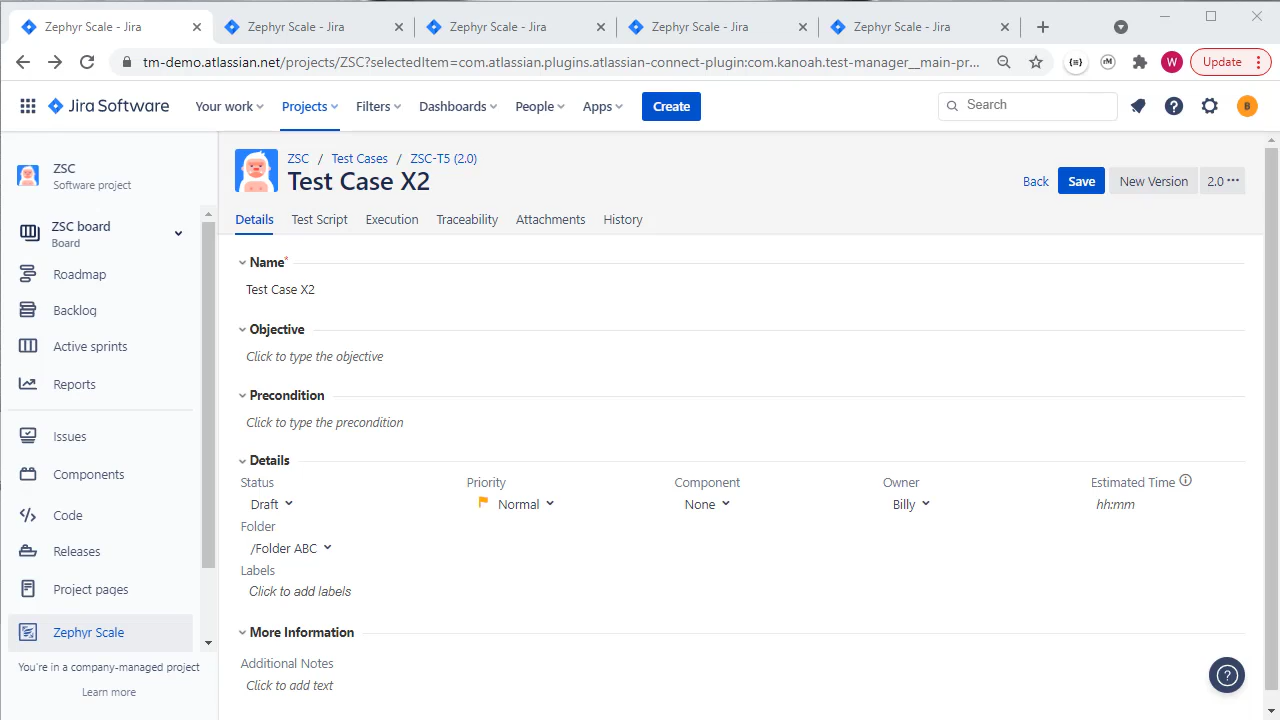 Zephyr Scale - Jira
Zephyr Scale - Jira
Zephyr Scale - Jira
Zephyr Scale - Jira
Zephyr Scale - Jira
tm-demo.atlassian.net/projects/ZSC?selectedItem=com.atlassian.plugins.atlassian-connect-plugin:com.kanoah.test-manager__main-pr...
W
Update
Jira Software
Your work
Projects
Filters
Dashboards
People
Apps
Create
Search
B
ZSC
Software project
ZSC board
Board
Roadmap
Backlog
Active sprints
Reports
Issues
Components
Code
Releases
Project pages
Zephyr Scale
You're in a company-managed project
Learn more
ZSC / Test Cases / ZSC-T5 (2.0)
Test Case X2
Back
Save
New Version
2.0 ···
Details
Test Script
Execution
Traceability
Attachments
History
Name*
Test Case X2
Objective
Click to type the objective
Precondition
Click to type the precondition
Details
Status
Priority
Component
Owner
Estimated Time
Draft
Normal
None
Billy
hh:mm
Folder
/Folder ABC
Labels
Click to add labels
More Information
Additional Notes
Click to add text